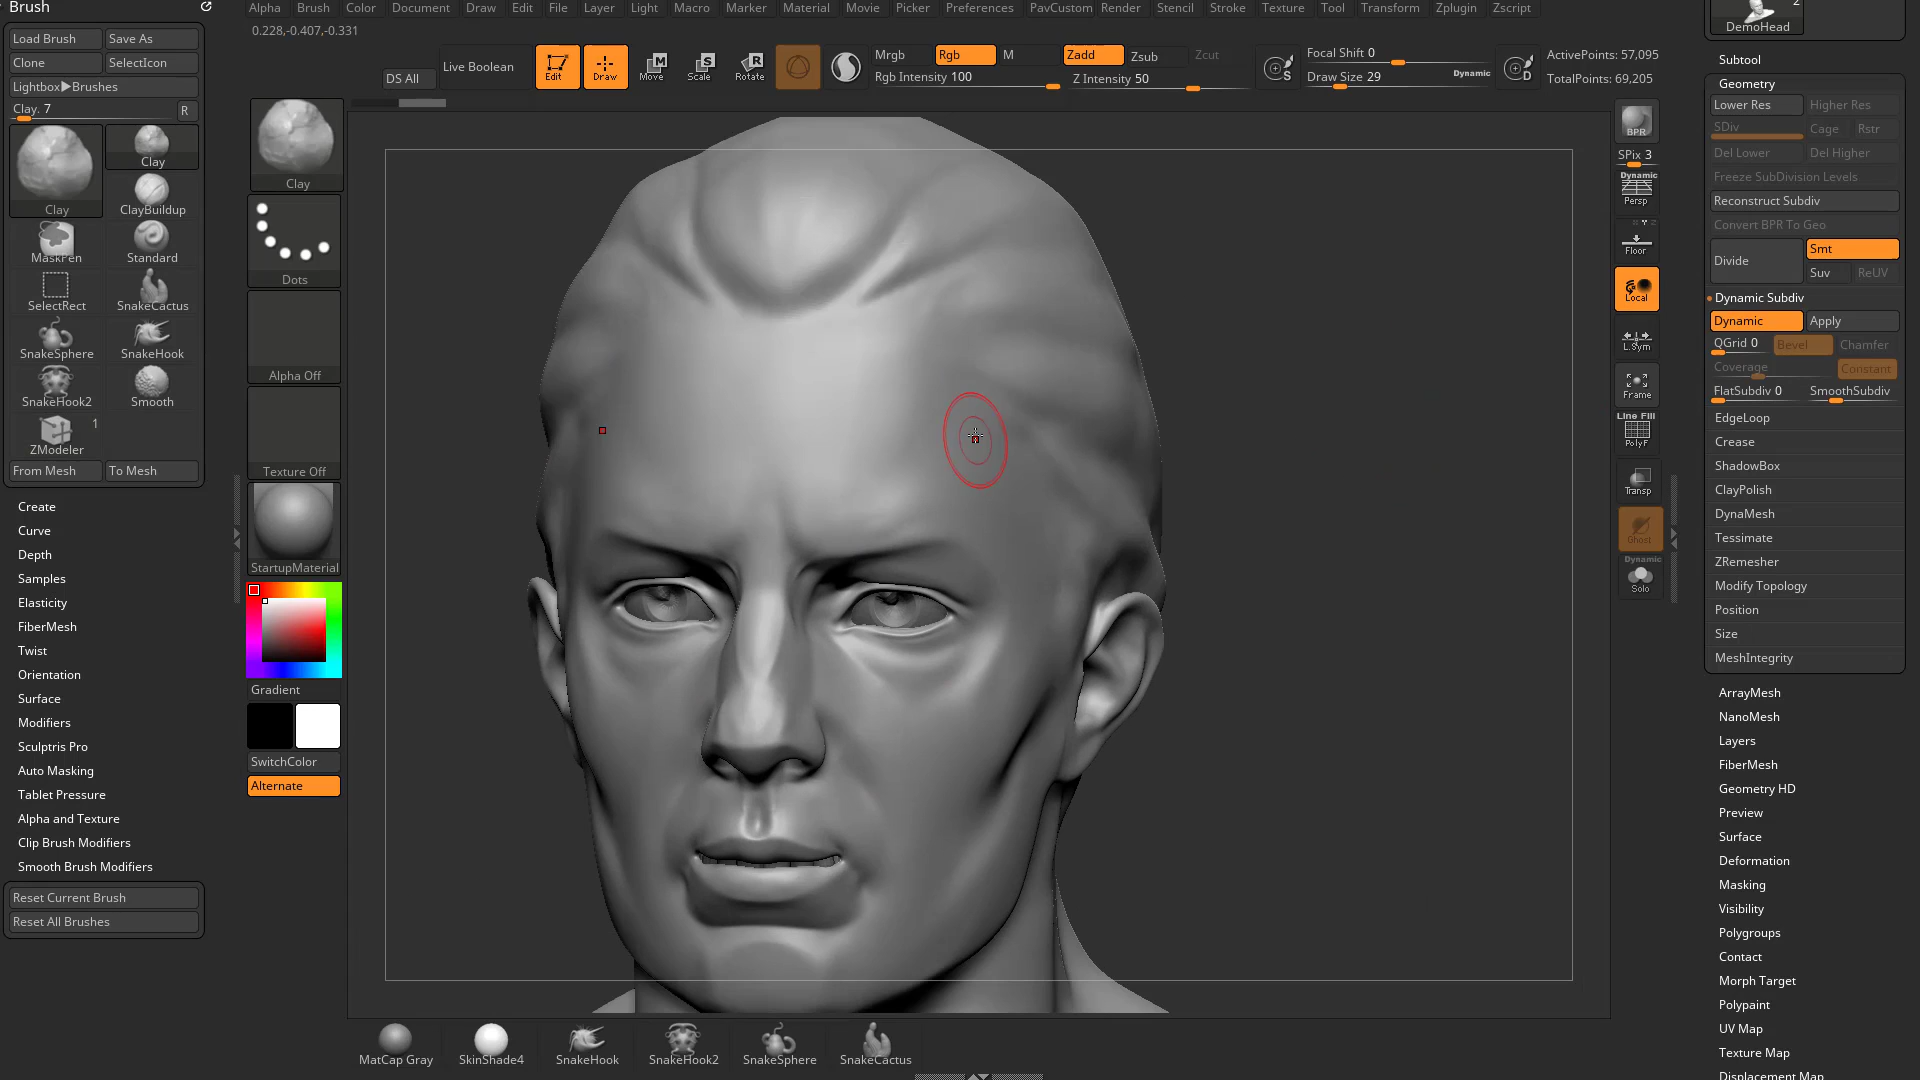 Brush
Alpha Brush Color Document Draw Edit File Layer Light Macro Marker Material Movie Picker Preferences PavCustom Render Stencil Stroke Texture Tool Transform Zplugin Zscript
2
DemoHead
0.228,-0.407,-0.331
Load Brush Save As
Clone SelectIcon
Lightbox▶Brushes
Clay. 7 R
DS All
Live Boolean
Edit
Draw
Move
Scale
Rotate
Mrgb Rgb M
Rgb Intensity 100
Zadd Zsub Zcut
Z Intensity 50
S
Focal Shift 0
Draw Size 29 Dynamic
D
ActivePoints: 57,095
TotalPoints: 69,205
Clay
Clay
ClayBuildup
MaskPen
Standard
SelectRect
SnakeCactus
SnakeSphere
SnakeHook
SnakeHook2
Smooth
1
ZModeler
From Mesh To Mesh
Create
Curve
Depth
Samples
Elasticity
FiberMesh
Twist
Orientation
Surface
Modifiers
Sculptris Pro
Auto Masking
Tablet Pressure
Alpha and Texture
Clip Brush Modifiers
Smooth Brush Modifiers
Reset Current Brush
Reset All Brushes
Clay
Dots
Alpha Off
Texture Off
StartupMaterial
Gradient
SwitchColor
Alternate
MatCap Gray
SkinShade4
SnakeHook
SnakeHook2
SnakeSphere
SnakeCactus
BPR
SPix 3
Dynamic
Persp
Floor
Local
L.Sym
Frame
Line Fill
PolyF
Transp
Ghost
Dynamic
Solo
Subtool
Geometry
Lower Res Higher Res
SDiv Cage Rstr
Del Lower Del Higher
Freeze SubDivision Levels
Reconstruct Subdiv
Convert BPR To Geo
Divide
Smt
Suv ReUV
Dynamic Subdiv
Dynamic Apply
QGrid 0 Bevel Chamfer
Coverage Constant
FlatSubdiv 0 SmoothSubdiv
EdgeLoop
Crease
ShadowBox
ClayPolish
DynaMesh
Tessimate
ZRemesher
Modify Topology
Position
Size
MeshIntegrity
ArrayMesh
NanoMesh
Layers
FiberMesh
Geometry HD
Preview
Surface
Deformation
Masking
Visibility
Polygroups
Contact
Morph Target
Polypaint
UV Map
Texture Map
Displacement Map